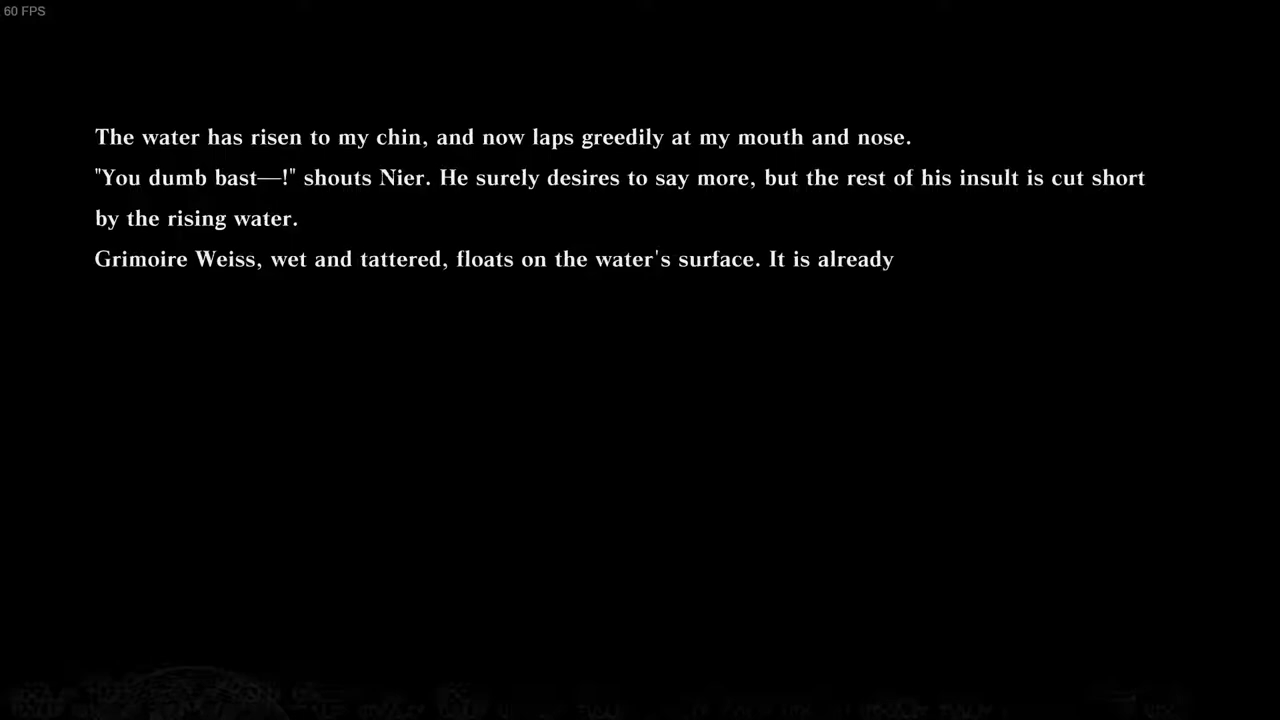 60 FPS
The water has risen to my chin, and now laps greedily at my mouth and nose.
"You dumb bast—!" shouts Nier. He surely desires to say more, but the rest of his insult is cut short
by the rising water.
Grimoire Weiss, wet and tattered, floats on the water's surface. It is already